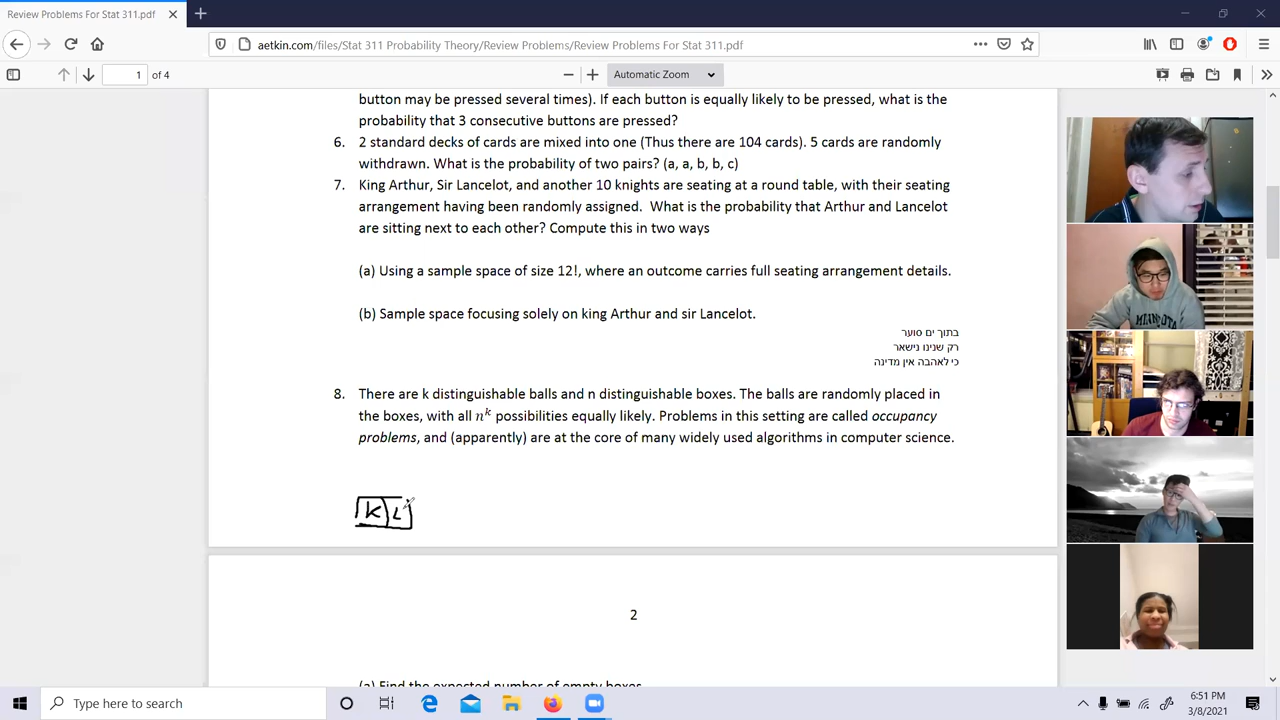 Review Problems For Stat 311.pdf
aetkin.com/files/Stat 311 Probability Theory/Review Problems/Review Problems For Stat 311.pdf
1 of 4
Automatic Zoom
button may be pressed several times). If each button is equally likely to be pressed, what is the
probability that 3 consecutive buttons are pressed?
6. 2 standard decks of cards are mixed into one (Thus there are 104 cards). 5 cards are randomly
withdrawn. What is the probability of two pairs? (a, a, b, b, c)
7. King Arthur, Sir Lancelot, and another 10 knights are seating at a round table, with their seating
arrangement having been randomly assigned. What is the probability that Arthur and Lancelot
are sitting next to each other? Compute this in two ways
(a) Using a sample space of size 12!, where an outcome carries full seating arrangement details.
(b) Sample space focusing solely on king Arthur and sir Lancelot.
בתוך ים סוער
רק שנינו נישאר
כי לאהבה אין מדינה
8. There are k distinguishable balls and n distinguishable boxes. The balls are randomly placed in
the boxes, with all n^k possibilities equally likely. Problems in this setting are called occupancy
problems, and (apparently) are at the core of many widely used algorithms in computer science.
K L
2
(a) Find the expected number of empty boxes
MINNESOTA
Type here to search
6:51 PM
3/8/2021